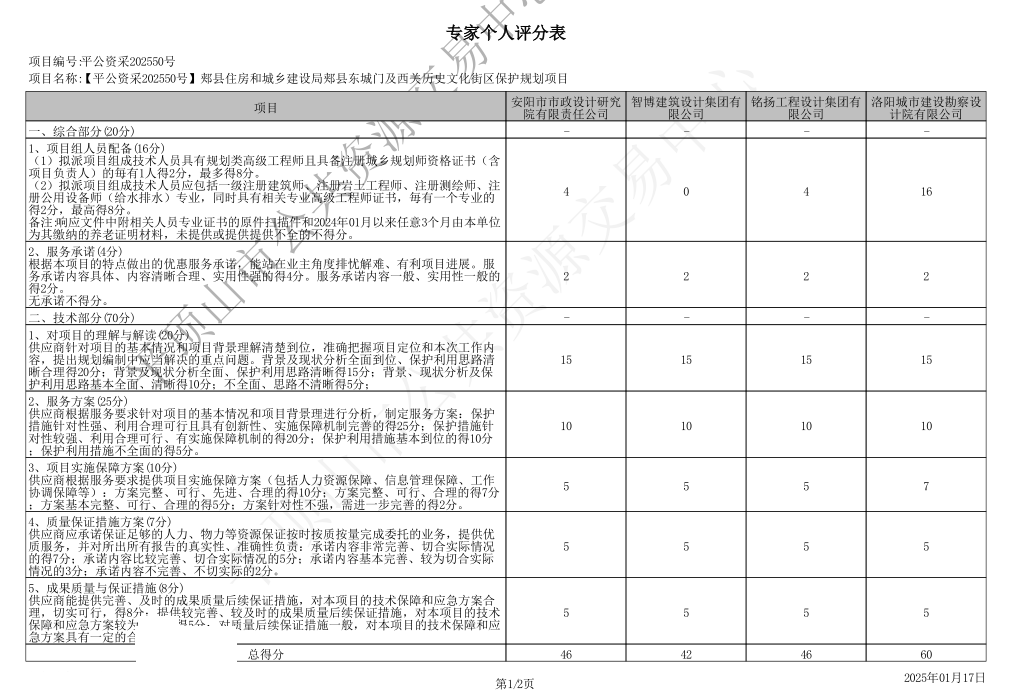 专家个人评分表
项目编号:平公资采202550号
项目名称:【平公资采202550号】郏县住房和城乡建设局郏县东城门及西关历史文化街区保护规划项目
项目 安阳市市政设计研究院有限责任公司 智博建筑设计集团有限公司 铭扬工程设计集团有限公司 洛阳城市建设勘察设计院有限公司
一、综合部分(20分) - - - -
1、项目组人员配备(16分)
（1）拟派项目组成技术人员具有规划类高级工程师且具备注册城乡规划师资格证书（含
项目负责人）的每有1人得2分，最多得8分。
（2）拟派项目组成技术人员应包括一级注册建筑师、注册岩土工程师、注册测绘师、注
册公用设备师（给水排水）专业，同时具有相关专业高级工程师证书，每有一个专业的
得2分，最高得8分。
备注:响应文件中附相关人员专业证书的原件扫描件和2024年01月以来任意3个月由本单位
为其缴纳的养老证明材料，未提供或提供提供不全的不得分。
4 0 4 16
2、服务承诺(4分)
根据本项目的特点做出的优惠服务承诺，能站在业主角度排忧解难、有利项目进展。服
务承诺内容具体、内容清晰合理、实用性强的得4分。服务承诺内容一般、实用性一般的
得2分。
无承诺不得分。
2 2 2 2
二、技术部分(70分) - - - -
1、对项目的理解与解读(20分)
供应商针对项目的基本情况和项目背景理解清楚到位，准确把握项目定位和本次工作内
容，提出规划编制中应当解决的重点问题。背景及现状分析全面到位、保护利用思路清
晰合理得20分；背景及现状分析全面、保护利用思路清晰得15分；背景、现状分析及保
护利用思路基本全面、清晰得10分；不全面、思路不清晰得5分；
15 15 15 15
2、服务方案(25分)
供应商根据服务要求针对项目的基本情况和项目背景理进行分析，制定服务方案：保护
措施针对性强、利用合理可行且具有创新性、实施保障机制完善的得25分；保护措施针
对性较强、利用合理可行、有实施保障机制的得20分；保护利用措施基本到位的得10分
；保护利用措施不全面的得5分。
10 10 10 10
3、项目实施保障方案(10分)
供应商根据服务要求提供项目实施保障方案（包括人力资源保障、信息管理保障、工作
协调保障等）：方案完整、可行、先进、合理的得10分；方案完整、可行、合理的得7分
；方案基本完整、可行、合理的得5分；方案针对性不强，需进一步完善的得2分。
5 5 5 7
4、质量保证措施方案(7分)
供应商应承诺保证足够的人力、物力等资源保证按时按质按量完成委托的业务，提供优
质服务，并对所出所有报告的真实性、准确性负责：承诺内容非常完善、切合实际情况
的得7分；承诺内容比较完善、切合实际情况的5分；承诺内容基本完善、较为切合实际
情况的3分；承诺内容不完善、不切实际的2分。
5 5 5 5
5、成果质量与保证措施(8分)
供应商能提供完善、及时的成果质量后续保证措施，对本项目的技术保障和应急方案合
理，切实可行，得8分；提供较完善、较及时的成果质量后续保证措施，对本项目的技术
保障和应急方案较为 得5分；对质量后续保证措施一般，对本项目的技术保障和应
急方案具有一定的合
5 5 5 5
总得分 46 42 46 60
第1/2页
2025年01月17日
平顶山市公共资源交易中心
平顶山市公共资源交易中心